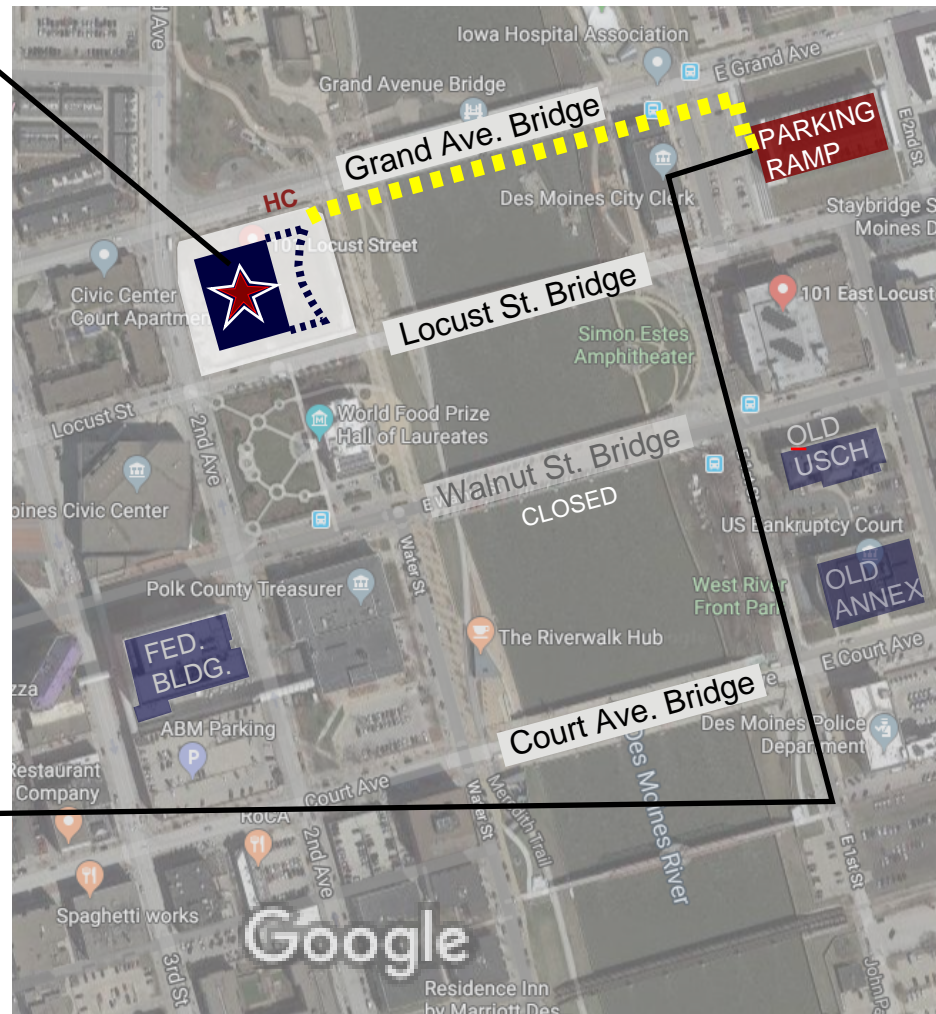 Iowa Hospital Association
E Grand Ave
Grand Avenue Bridge
Grand Ave. Bridge
PARKING
RAMP
E 2nd St
d Ave
Des Moines City Clerk
HC
Locust Street
Staybridge S
Moines D
Civic Center
Court Apartme
Locust St. Bridge
101 East Locust
Simon Estes
Amphitheater
Locust St
2nd Ave
World Food Prize
Hall of Laureates
OLD
USCH
Walnut St. Bridge
CLOSED
oines Civic Center
US Bankruptcy Court
Water St
Polk County Treasurer
West River
Front Park
OLD
ANNEX
The Riverwalk Hub
FED.
BLDG.
E Court Ave
zza
Court Ave. Bridge
ABM Parking
P
Des Moines Police
Department
Restaurant
Company
Court Ave
Des Moines River
RoCA
Water St
Meredith Trail
2nd Ave
E 1st St
Spaghetti works
Google
3rd St
Residence Inn
by Marriott Des